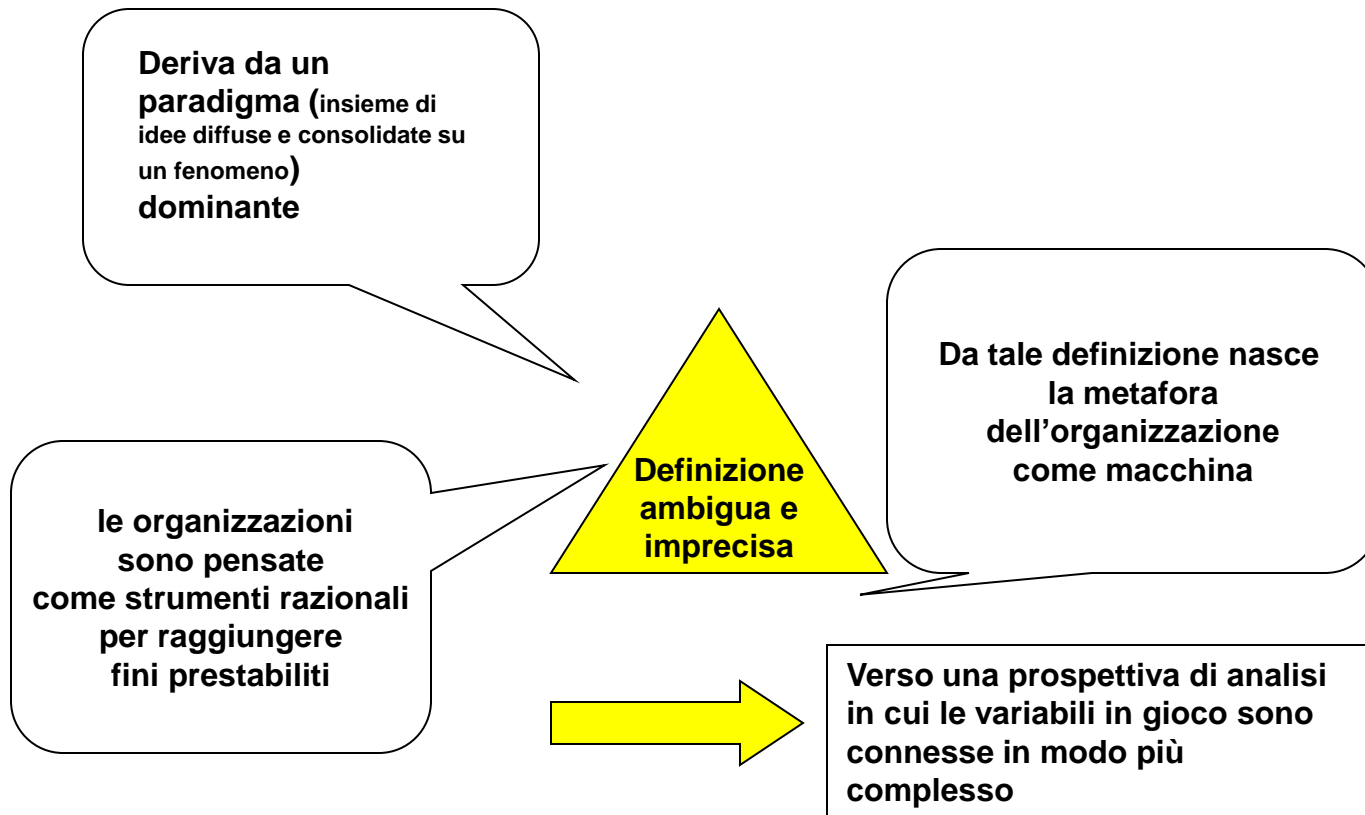 Deriva da un
paradigma (insieme di
idee diffuse e consolidate su
un fenomeno)
dominante
Da tale definizione nasce
la metafora
dell’organizzazione
come macchina
Definizione
ambigua e
imprecisa
le organizzazioni
sono pensate
come strumenti razionali
per raggiungere
fini prestabiliti
Verso una prospettiva di analisi
in cui le variabili in gioco sono
connesse in modo più
complesso